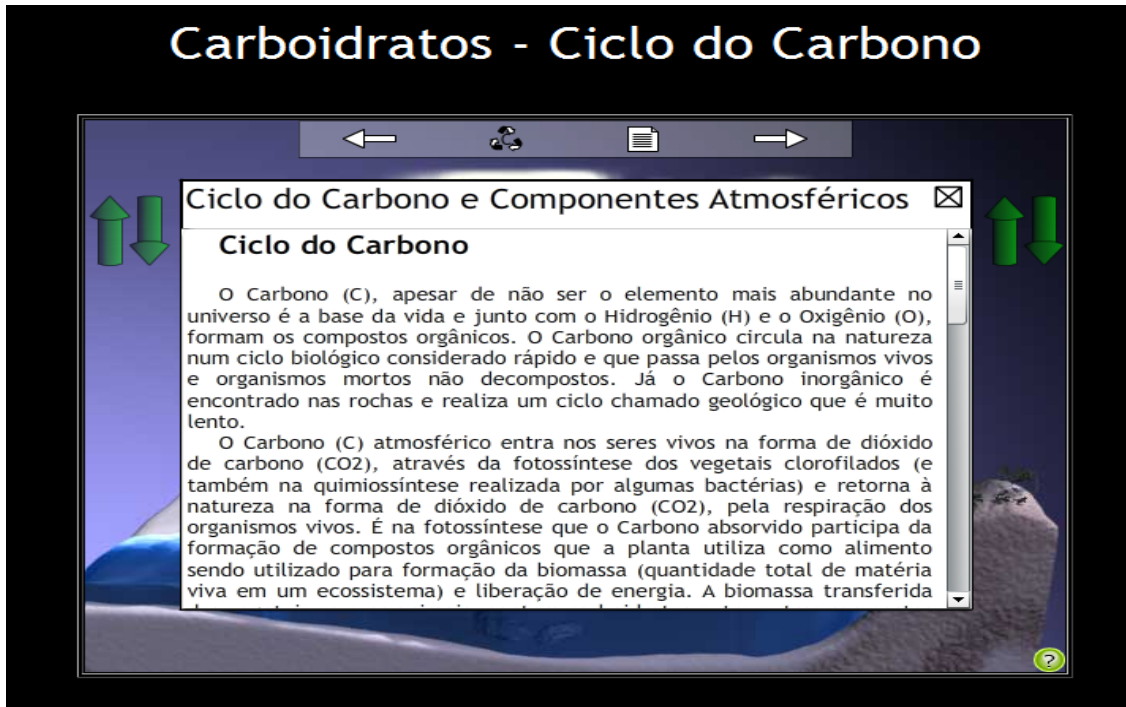 Carboidratos - Ciclo do Carbono
Ciclo do Carbono e Componentes Atmosféricos
Ciclo do Carbono
O Carbono (C), apesar de não ser o elemento mais abundante no
universo é a base da vida e junto com o Hidrogênio (H) e o Oxigênio (O),
formam os compostos orgânicos. O Carbono orgânico circula na natureza
num ciclo biológico considerado rápido e que passa pelos organismos vivos
e organismos mortos não decompostos. Já o Carbono inorgânico é
encontrado nas rochas e realiza um ciclo chamado geológico que é muito
lento.
O Carbono (C) atmosférico entra nos seres vivos na forma de dióxido
de carbono (CO2), através da fotossíntese dos vegetais clorofilados (e
também na quimiossíntese realizada por algumas bactérias) e retorna à
natureza na forma de dióxido de carbono (CO2), pela respiração dos
organismos vivos. É na fotossíntese que o Carbono absorvido participa da
formação de compostos orgânicos que a planta utiliza como alimento
sendo utilizado para formação da biomassa (quantidade total de matéria
viva em um ecossistema) e liberação de energia. A biomassa transferida
?